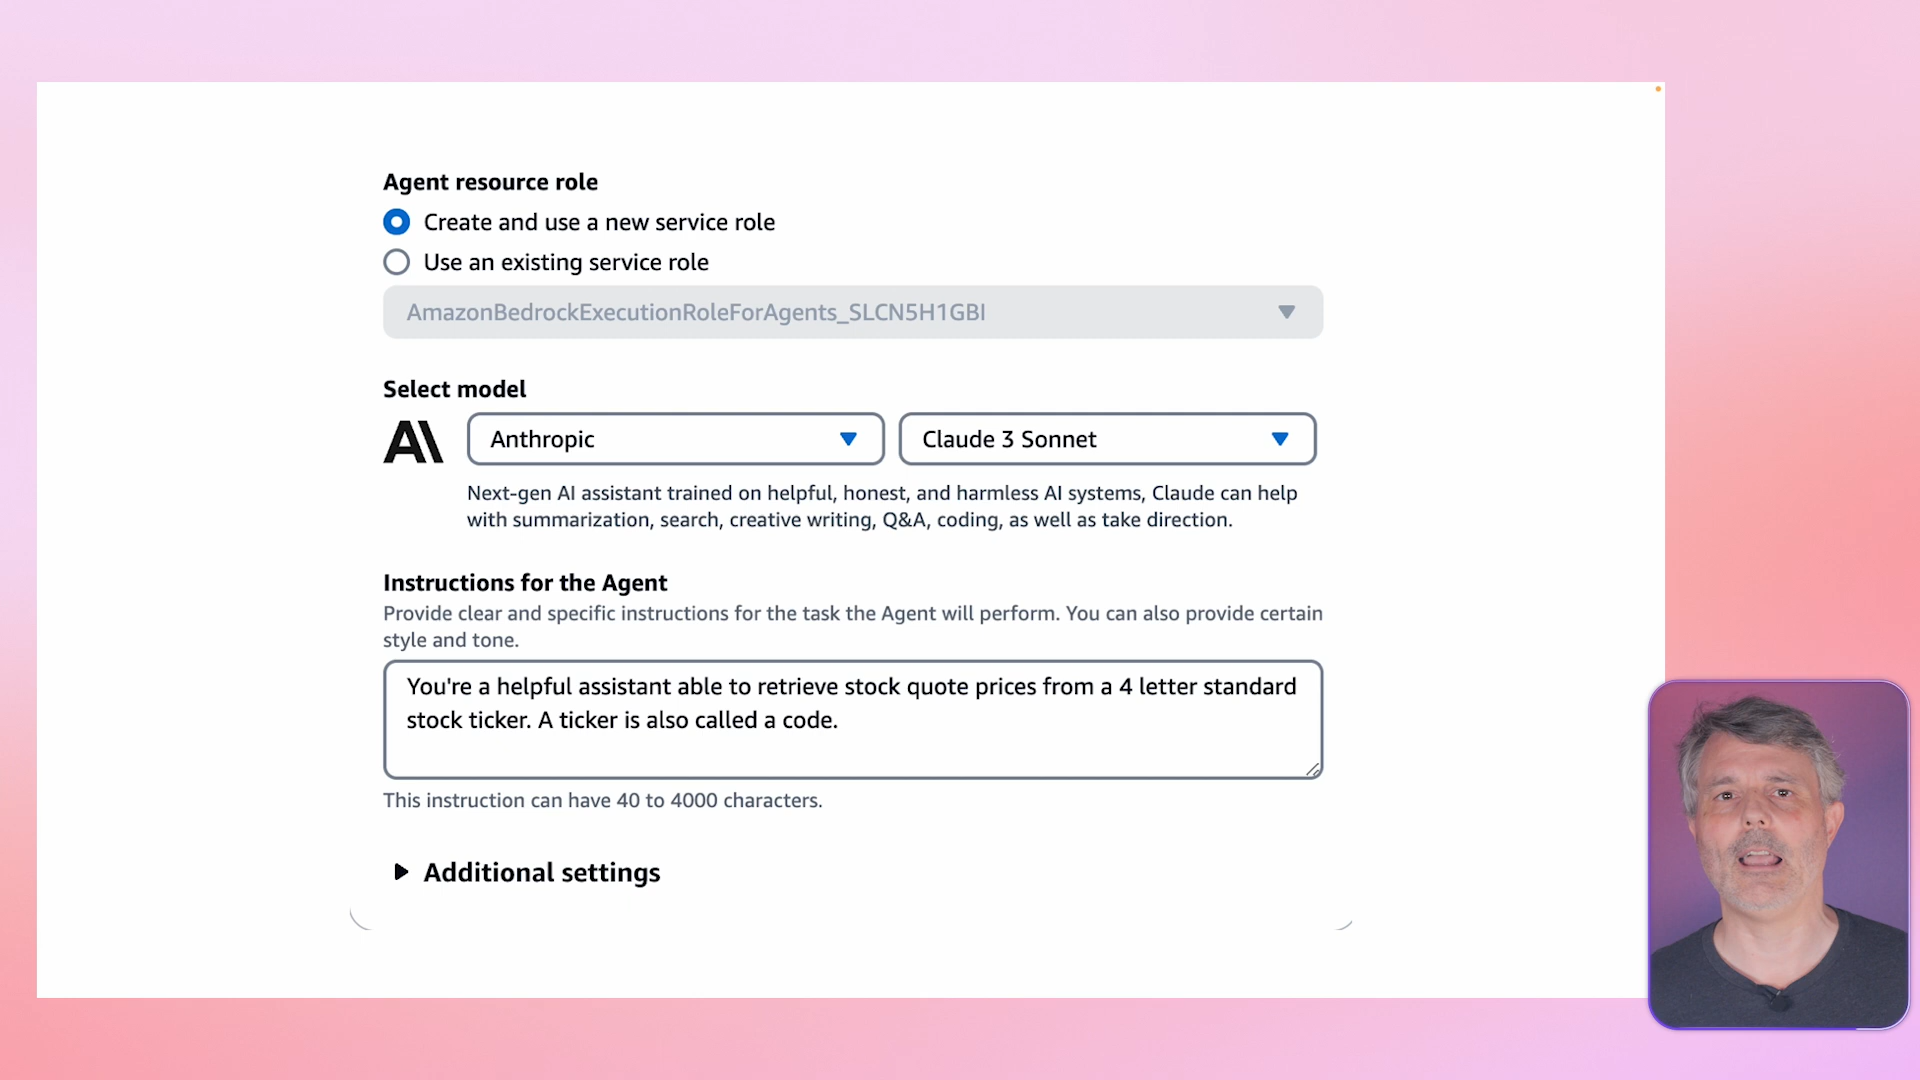 Agent resource role
Create and use a new service role
Use an existing service role
AmazonBedrockExecutionRoleForAgents_SLCN5H1GBI
Select model
Anthropic
Claude 3 Sonnet
Next-gen AI assistant trained on helpful, honest, and harmless AI systems, Claude can help
with summarization, search, creative writing, Q&A, coding, as well as take direction.
Instructions for the Agent
Provide clear and specific instructions for the task the Agent will perform. You can also provide certain
style and tone.
You're a helpful assistant able to retrieve stock quote prices from a 4 letter standard
stock ticker. A ticker is also called a code.
This instruction can have 40 to 4000 characters.
Additional settings